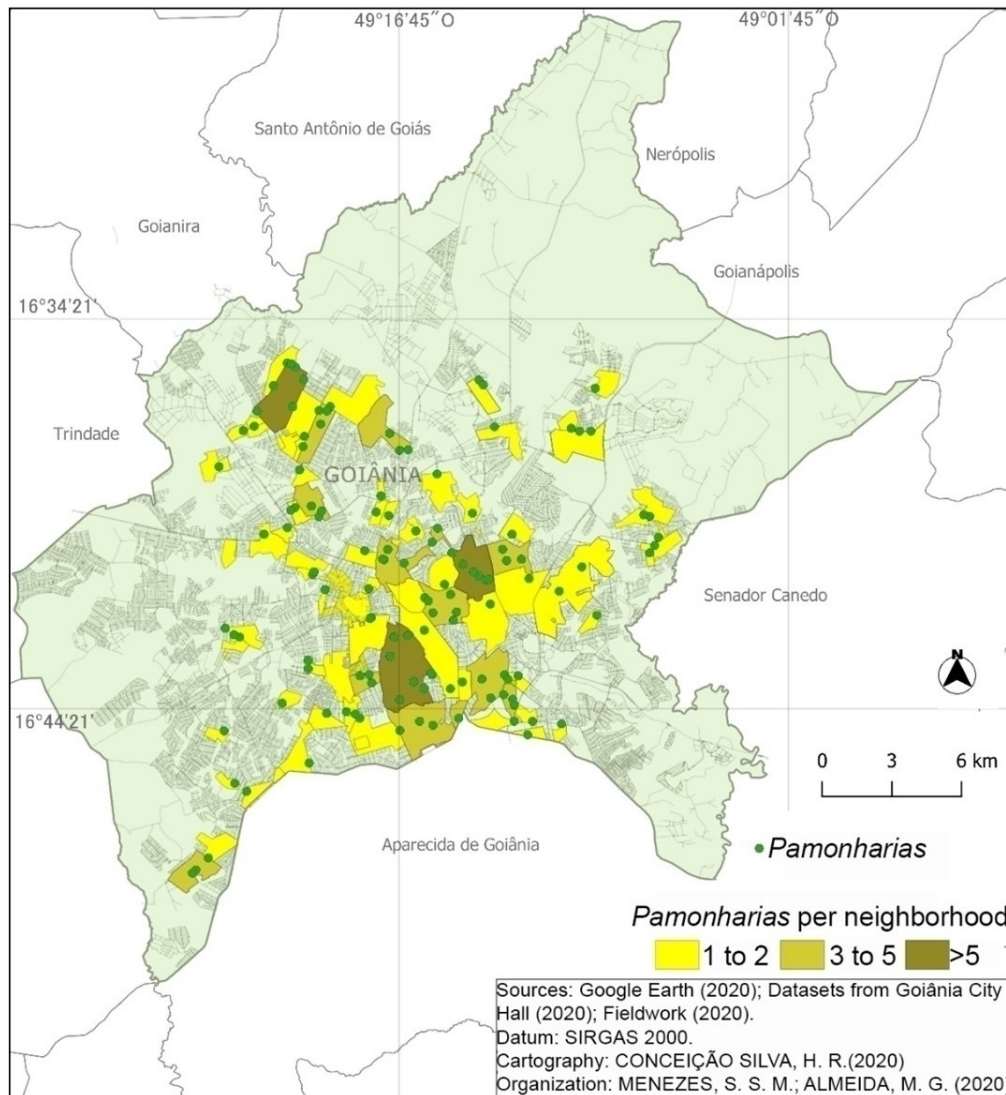 49°16'45"O
49°01'45"O
Santo Antônio de Goiás
Nerópolis
Goianira
Goianápolis
16°34'21'
Trindade
GOIÂNIA
Senador Canedo
N
16°44'21'
0 3 6 km
Aparecida de Goiânia
Pamonharias
Pamonharias per neighborhood
1 to 2 3 to 5 >5
Sources: Google Earth (2020); Datasets from Goiânia City
Hall (2020); Fieldwork (2020).
Datum: SIRGAS 2000.
Cartography: CONCEIÇÃO SILVA, H. R.(2020)
Organization: MENEZES, S. S. M.; ALMEIDA, M. G. (2020)